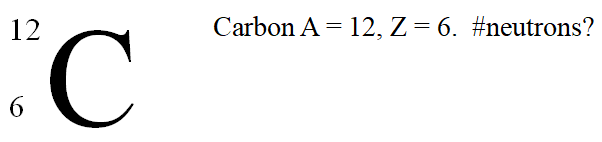 12
C
6
Carbon A = 12, Z = 6.  #neutrons?